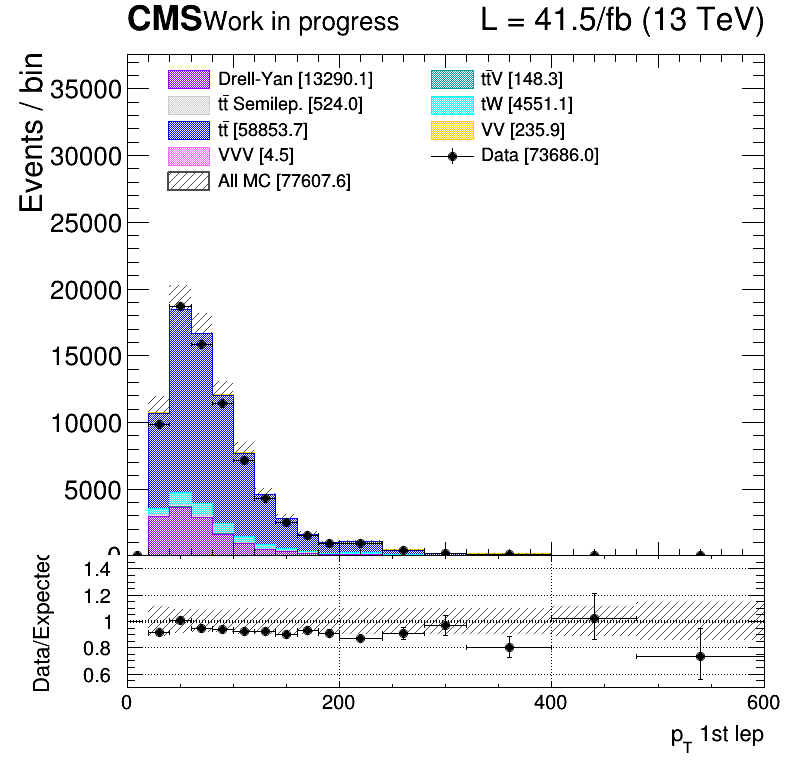 CMS Work in progress L = 41.5/fb (13 TeV)
Events / bin
35000
30000
25000
20000
15000
10000
5000
0
Drell-Yan [13290.1]
tt̄ Semilep. [524.0]
tt̄ [58853.7]
VVV [4.5]
All MC [77607.6]
tt̄V [148.3]
tW [4551.1]
VV [235.9]
Data [73686.0]
Data/Expected
1.4
1.2
1
0.8
0.6
0 200 400 600
p_T 1st lep